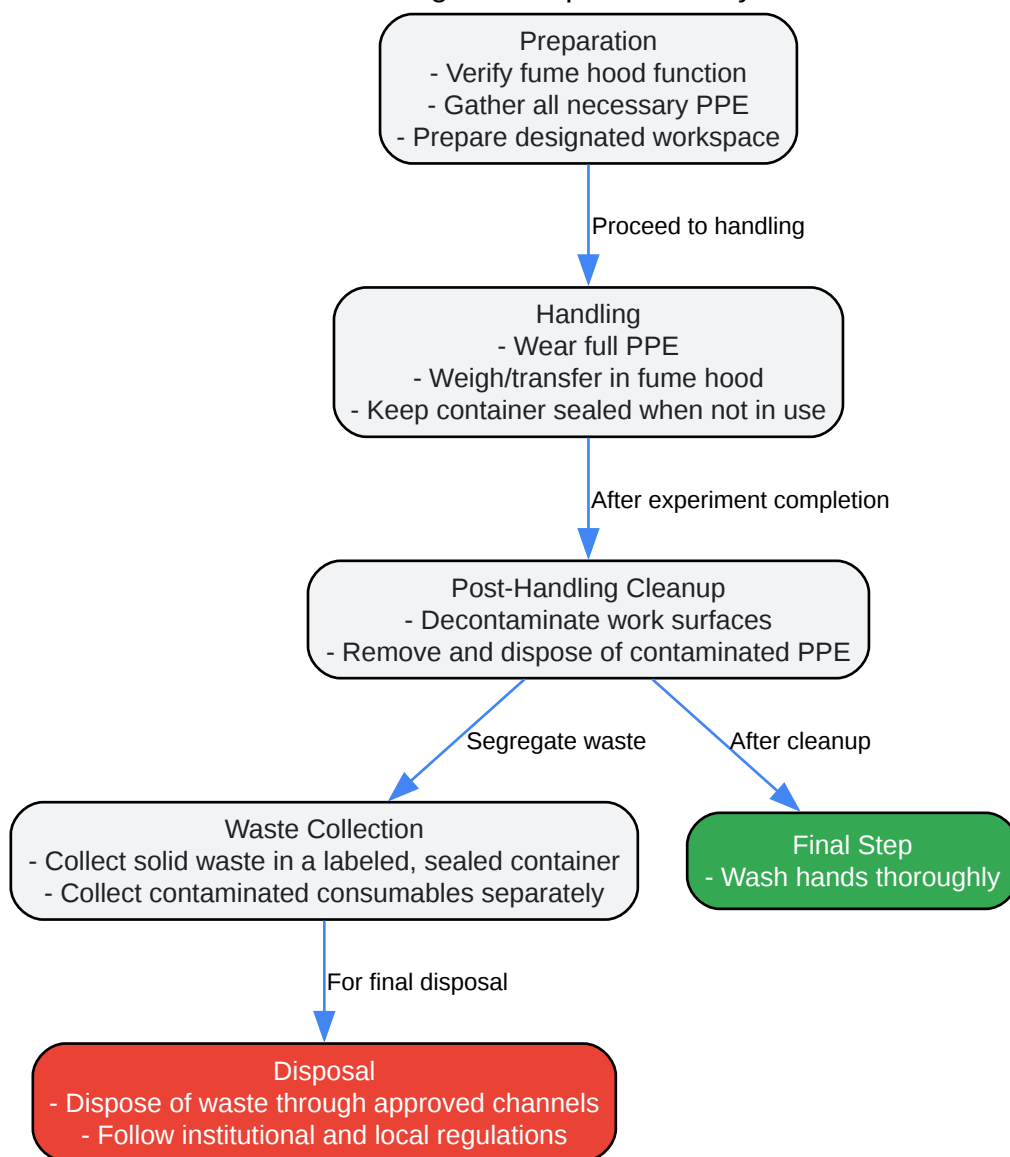 Preparation
- Verify fume hood function
- Gather all necessary PPE
- Prepare designated workspace
Proceed to handling
Handling
- Wear full PPE
- Weigh/transfer in fume hood
- Keep container sealed when not in use
After experiment completion
Post-Handling Cleanup
- Decontaminate work surfaces
- Remove and dispose of contaminated PPE
Segregate waste
After cleanup
Waste Collection
- Collect solid waste in a labeled, sealed container
- Collect contaminated consumables separately
Final Step
- Wash hands thoroughly
For final disposal
Disposal
- Dispose of waste through approved channels
- Follow institutional and local regulations